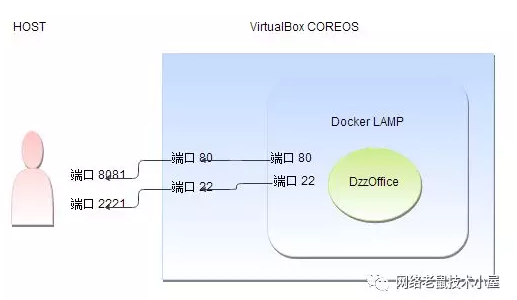 HOST
VirtualBox COREOS
Docker LAMP
端口 80
端口 80
端口 8081
端口 22
端口 22
DzzOffice
端口 2221
网络老鼠技术小屋